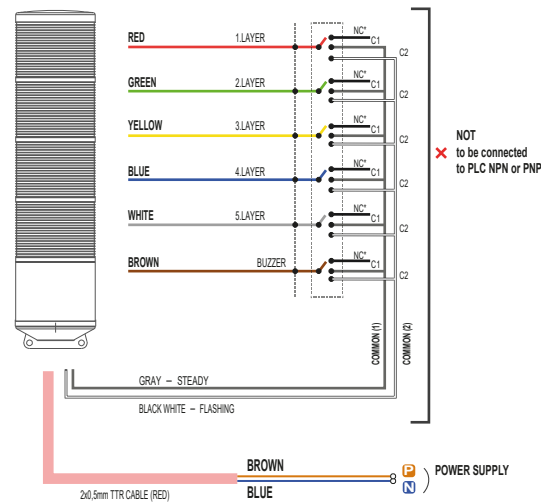 RED 1.LAYER NC* C1 C2
GREEN 2.LAYER NC* C1 C2
YELLOW 3.LAYER NC* C1 C2
BLUE 4.LAYER NC* C1 C2
WHITE 5.LAYER NC* C1 C2
BROWN BUZZER NC* C1 C2
NOT
to be connected
to PLC NPN or PNP
COMMON (1)
COMMON (2)
GRAY – STEADY
BLACK WHITE – FLASHING
BROWN
BLUE
2x0,5mm TTR CABLE (RED)
P
N
POWER SUPPLY